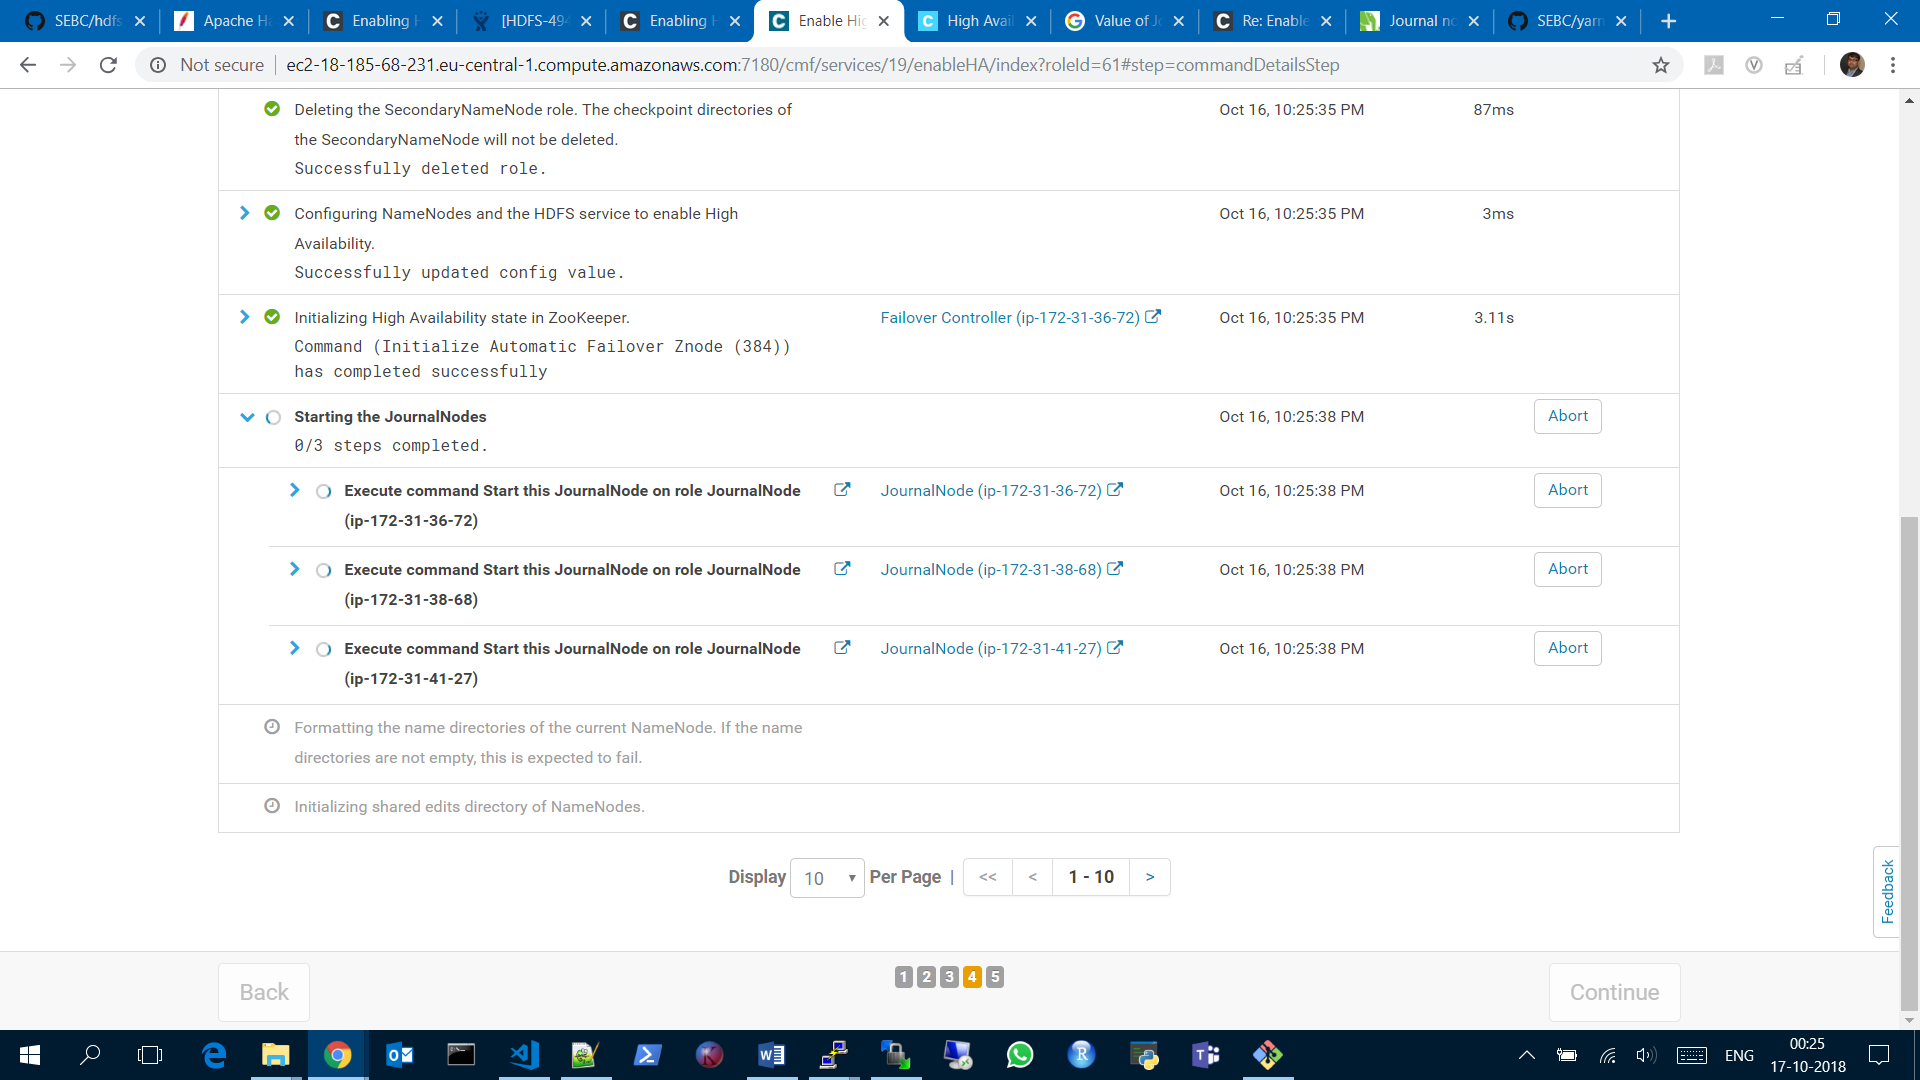 SEBC/hdfs
Apache Ha
Enabling H
[HDFS-494
Enabling H
Enable Hig
High Avail
Value of Jo
Re: Enable
Journal no
SEBC/yarn
Not secure
ec2-18-185-68-231.eu-central-1.compute.amazonaws.com:7180/cmf/services/19/enableHA/index?roleId=61#step=commandDetailsStep
Deleting the SecondaryNameNode role. The checkpoint directories of Oct 16, 10:25:35 PM 87ms
the SecondaryNameNode will not be deleted.
Successfully deleted role.
Configuring NameNodes and the HDFS service to enable High Oct 16, 10:25:35 PM 3ms
Availability.
Successfully updated config value.
Initializing High Availability state in ZooKeeper. Failover Controller (ip-172-31-36-72) Oct 16, 10:25:35 PM 3.11s
Command (Initialize Automatic Failover Znode (384))
has completed successfully
Starting the JournalNodes Oct 16, 10:25:38 PM Abort
0/3 steps completed.
Execute command Start this JournalNode on role JournalNode JournalNode (ip-172-31-36-72) Oct 16, 10:25:38 PM Abort
(ip-172-31-36-72)
Execute command Start this JournalNode on role JournalNode JournalNode (ip-172-31-38-68) Oct 16, 10:25:38 PM Abort
(ip-172-31-38-68)
Execute command Start this JournalNode on role JournalNode JournalNode (ip-172-31-41-27) Oct 16, 10:25:38 PM Abort
(ip-172-31-41-27)
Formatting the name directories of the current NameNode. If the name
directories are not empty, this is expected to fail.
Initializing shared edits directory of NameNodes.
Display 10 Per Page | << < 1 - 10 >
Feedback
Back 1 2 3 4 5 Continue
ENG
00:25
17-10-2018